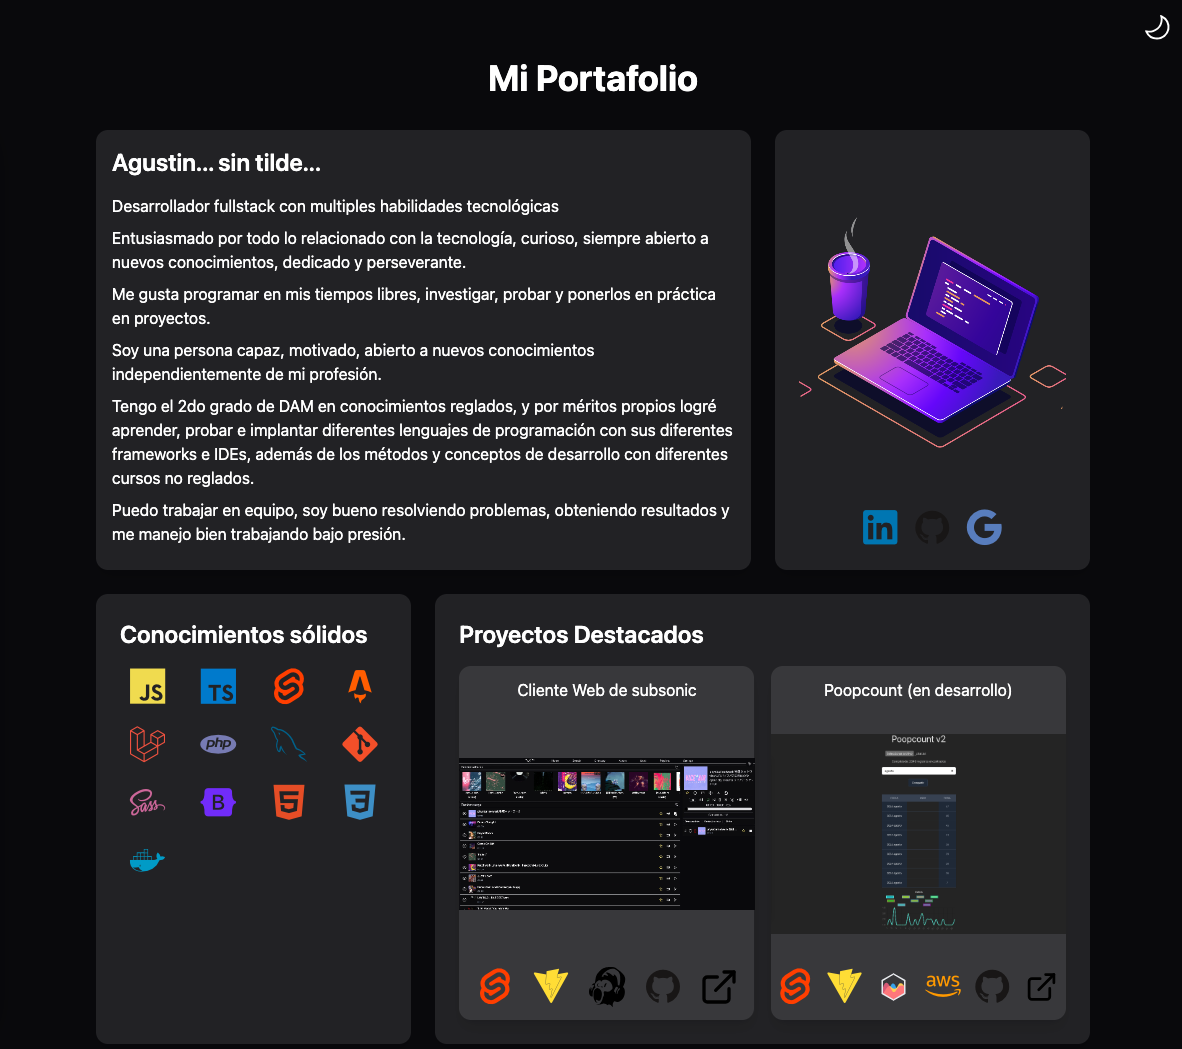 Mi Portafolio
Agustin... sin tilde...
Desarrollador fullstack con multiples habilidades tecnológicas
Entusiasmado por todo lo relacionado con la tecnología, curioso, siempre abierto a
nuevos conocimientos, dedicado y perseverante.
Me gusta programar en mis tiempos libres, investigar, probar y ponerlos en práctica
en proyectos.
Soy una persona capaz, motivado, abierto a nuevos conocimientos
independientemente de mi profesión.
Tengo el 2do grado de DAM en conocimientos reglados, y por méritos propios logré
aprender, probar e implantar diferentes lenguajes de programación con sus diferentes
frameworks e IDEs, además de los métodos y conceptos de desarrollo con diferentes
cursos no reglados.
Puedo trabajar en equipo, soy bueno resolviendo problemas, obteniendo resultados y
me manejo bien trabajando bajo presión.
in
G
Conocimientos sólidos
JS
TS
php
Sass
B
5
3
Proyectos Destacados
Cliente Web de subsonic
Poopcount (en desarrollo)
Poopcount v2
aws